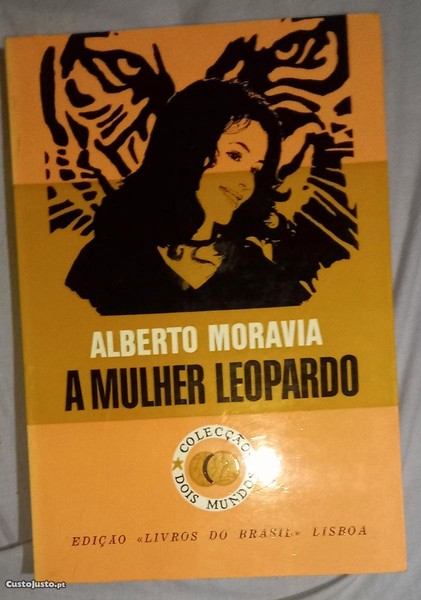 ALBERTO MORAVIA
A MULHER LEOPARDO
COLECÇÃO
DOIS MUNDOS
EDIÇÃO «LIVROS DO BRASIL» LISBOA
CustoJusto.pt